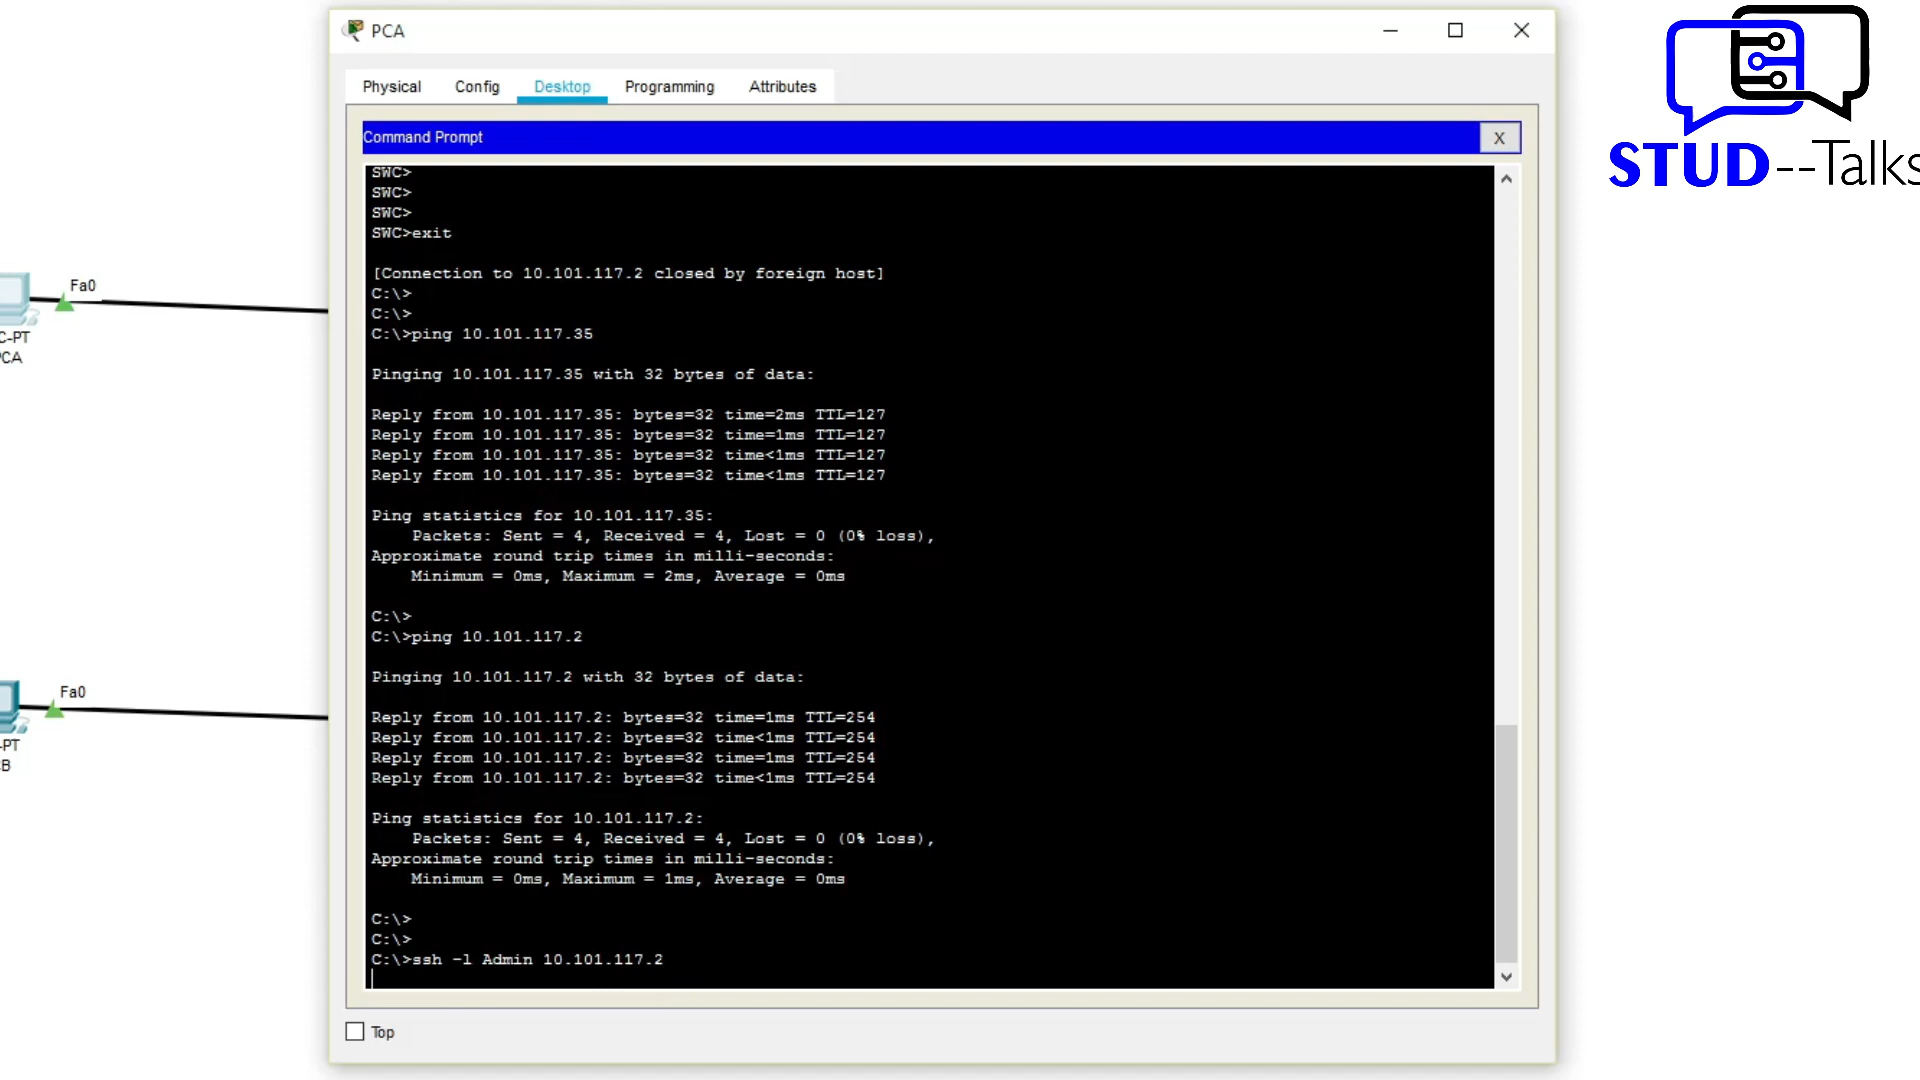 PCA
Physical Config Desktop Programming Attributes
Command Prompt
X
SWC>
SWC>
SWC>
SWC>exit
[Connection to 10.101.117.2 closed by foreign host]
C:\>
C:\>
C:\>ping 10.101.117.35
Pinging 10.101.117.35 with 32 bytes of data:
Reply from 10.101.117.35: bytes=32 time=2ms TTL=127
Reply from 10.101.117.35: bytes=32 time=1ms TTL=127
Reply from 10.101.117.35: bytes=32 time<1ms TTL=127
Reply from 10.101.117.35: bytes=32 time<1ms TTL=127
Ping statistics for 10.101.117.35:
Packets: Sent = 4, Received = 4, Lost = 0 (0% loss),
Approximate round trip times in milli-seconds:
Minimum = 0ms, Maximum = 2ms, Average = 0ms
C:\>
C:\>ping 10.101.117.2
Pinging 10.101.117.2 with 32 bytes of data:
Reply from 10.101.117.2: bytes=32 time=1ms TTL=254
Reply from 10.101.117.2: bytes=32 time<1ms TTL=254
Reply from 10.101.117.2: bytes=32 time=1ms TTL=254
Reply from 10.101.117.2: bytes=32 time<1ms TTL=254
Ping statistics for 10.101.117.2:
Packets: Sent = 4, Received = 4, Lost = 0 (0% loss),
Approximate round trip times in milli-seconds:
Minimum = 0ms, Maximum = 1ms, Average = 0ms
C:\>
C:\>
C:\>ssh -l Admin 10.101.117.2
Top
Fa0
C-PT
PCA
Fa0
-PT
B
STUD--Talks